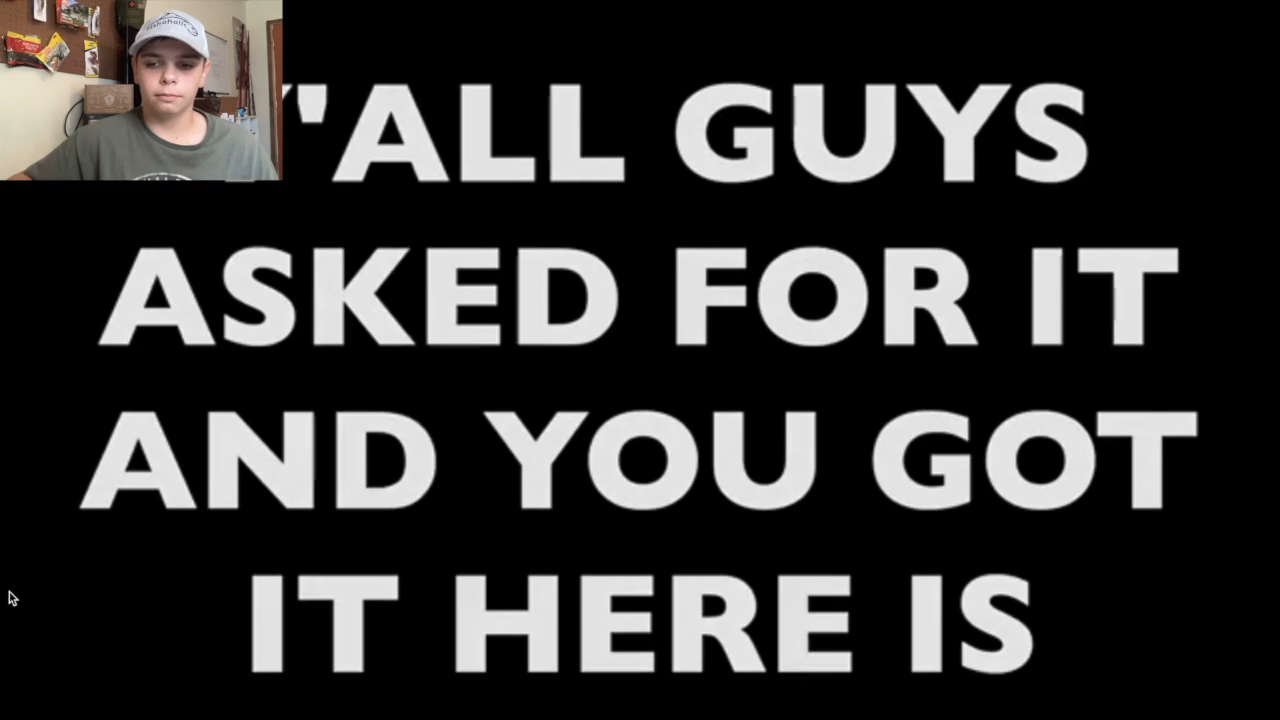 Y'ALL GUYS
ASKED FOR IT
AND YOU GOT
IT HERE IS